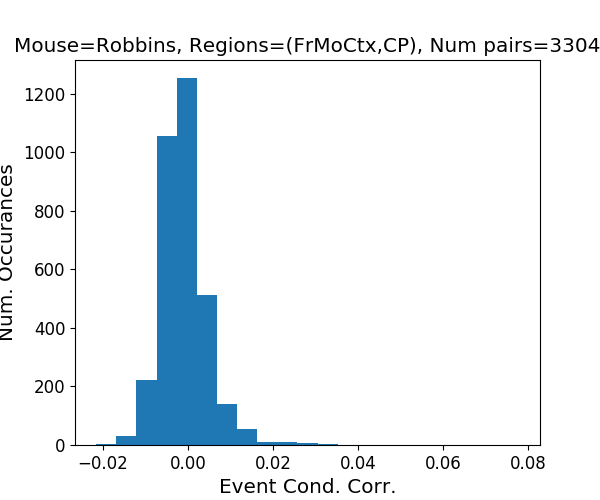 Mouse=Robbins, Regions=(FrMoCtx,CP), Num pairs=3304
1200
1000
800
600
400
200
0
Num. Occurances
−0.02 0.00 0.02 0.04 0.06 0.08
Event Cond. Corr.